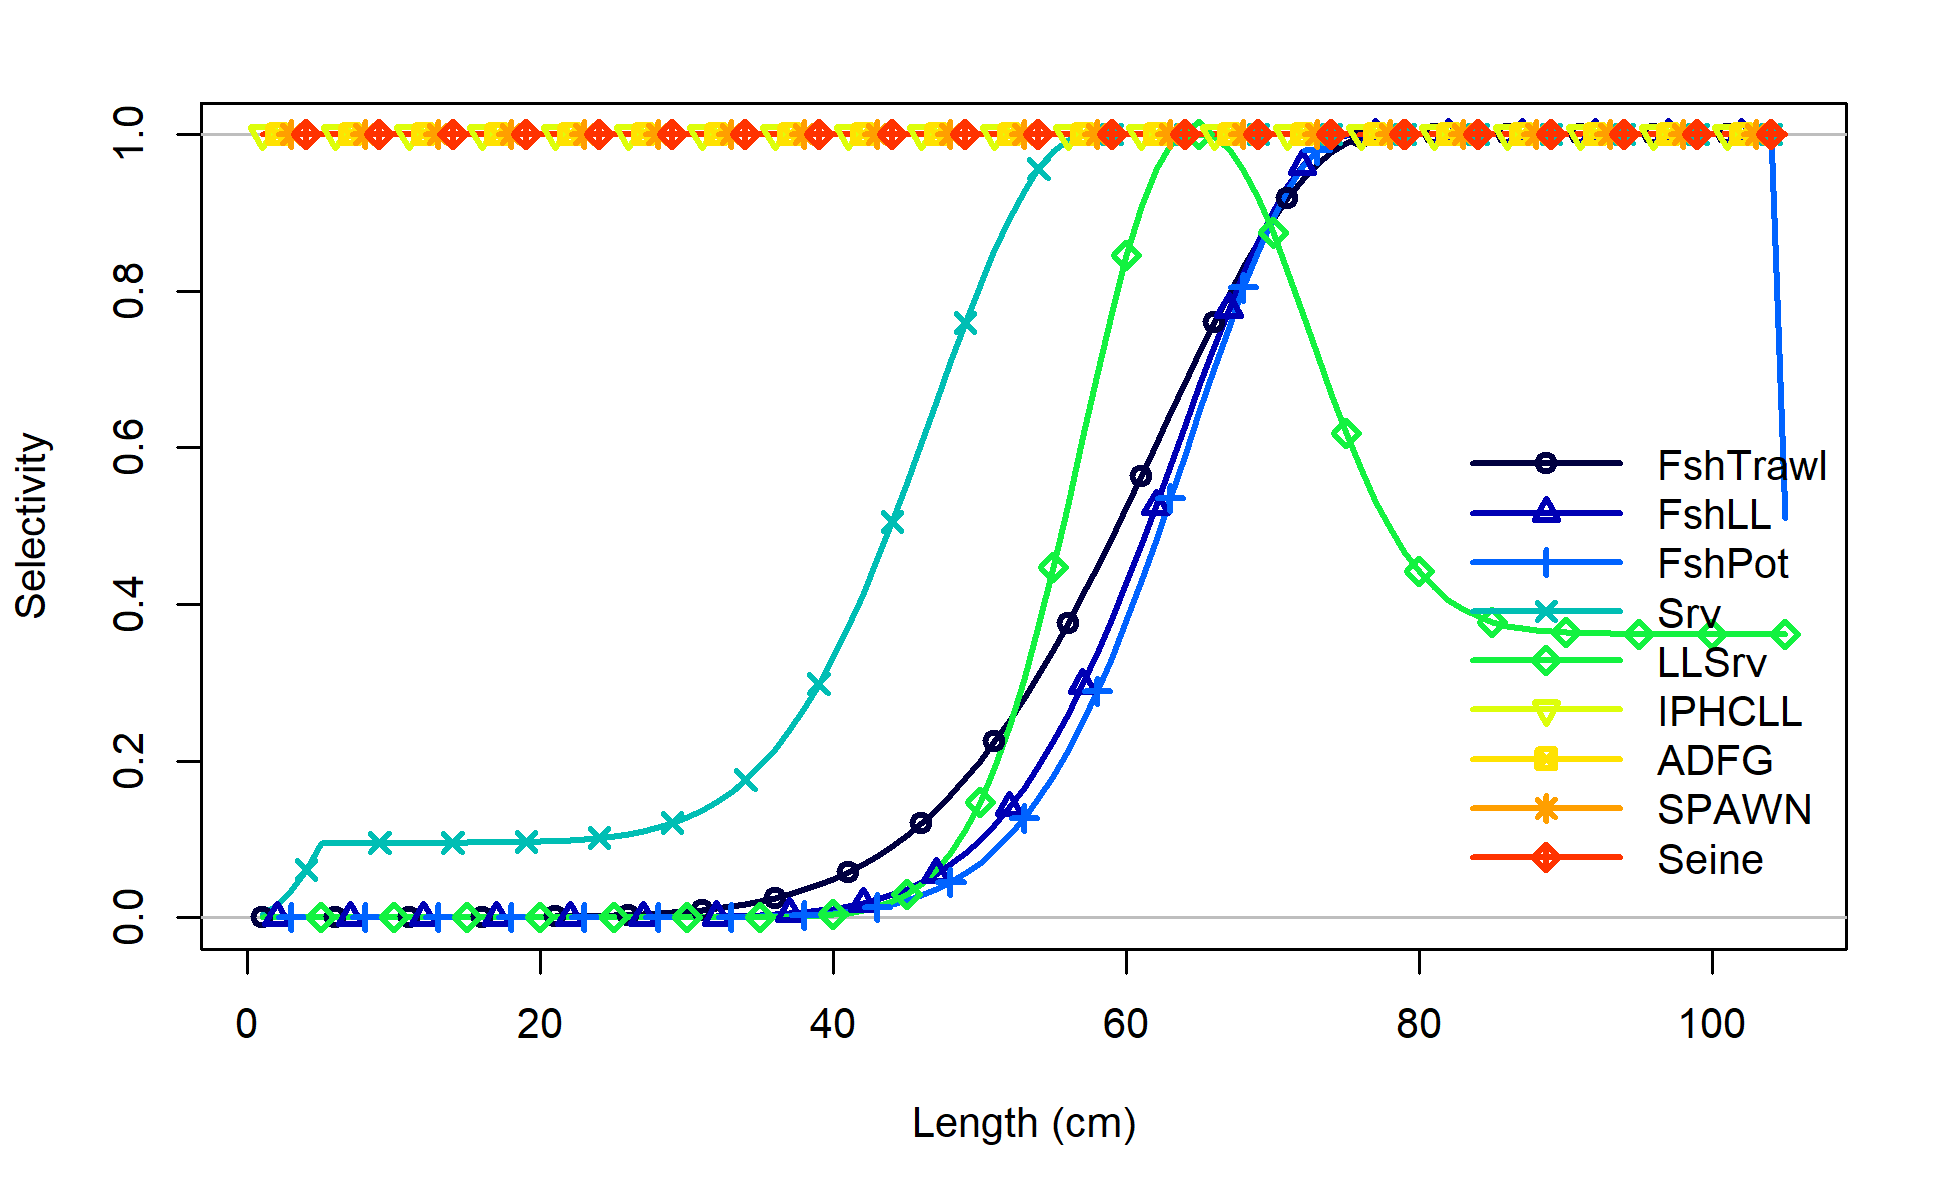 1.0
0.8
0.6
0.4
0.2
0.0
Selectivity
0 20 40 60 80 100
Length (cm)
FshTrawl
FshLL
FshPot
Srv
LLSrv
IPHCLL
ADFG
SPAWN
Seine